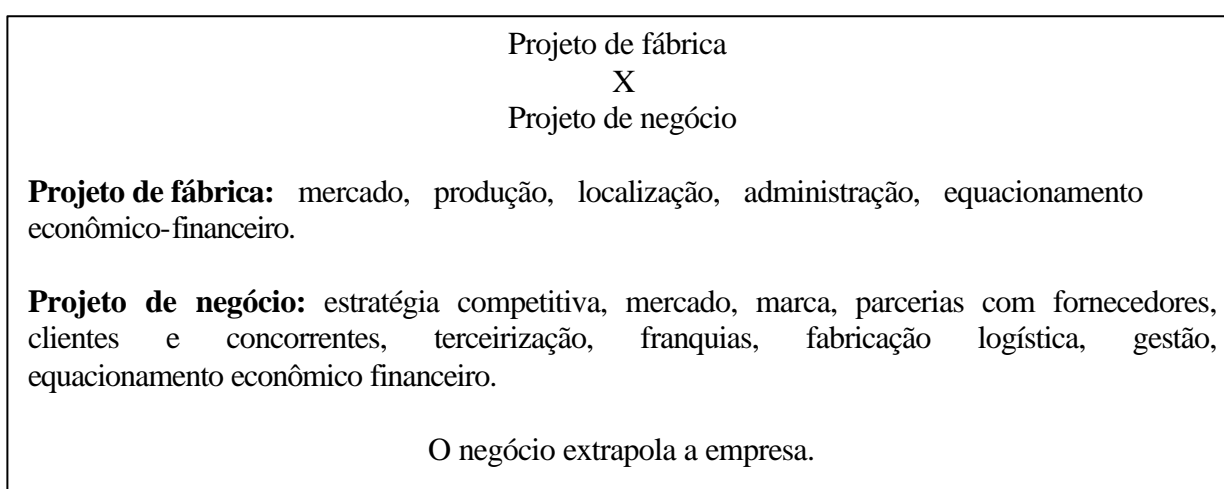 Projeto de fábrica
X
Projeto de negócio
Projeto de fábrica: mercado, produção, localização, administração, equacionamento
econômico-financeiro.
Projeto de negócio: estratégia competitiva, mercado, marca, parcerias com fornecedores,
clientes e concorrentes, terceirização, franquias, fabricação logística, gestão,
equacionamento econômico financeiro.
O negócio extrapola a empresa.